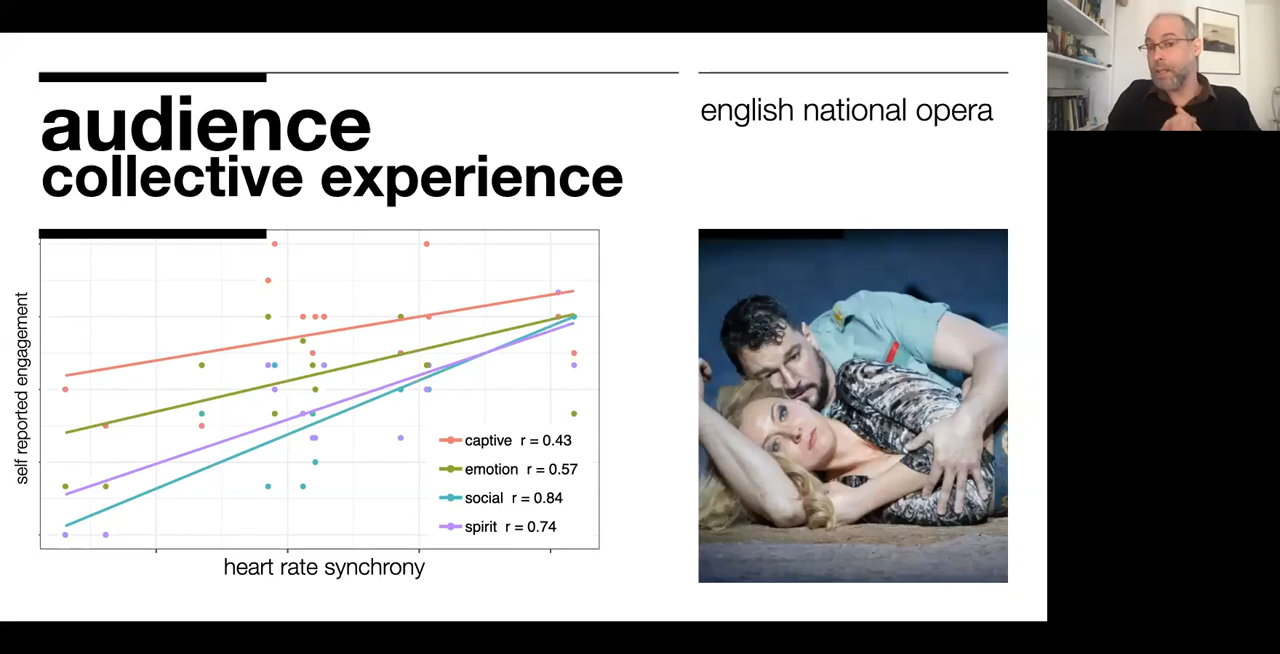 audience
collective experience
english national opera
self reported engagement
captive r = 0.43
emotion r = 0.57
social r = 0.84
spirit r = 0.74
heart rate synchrony